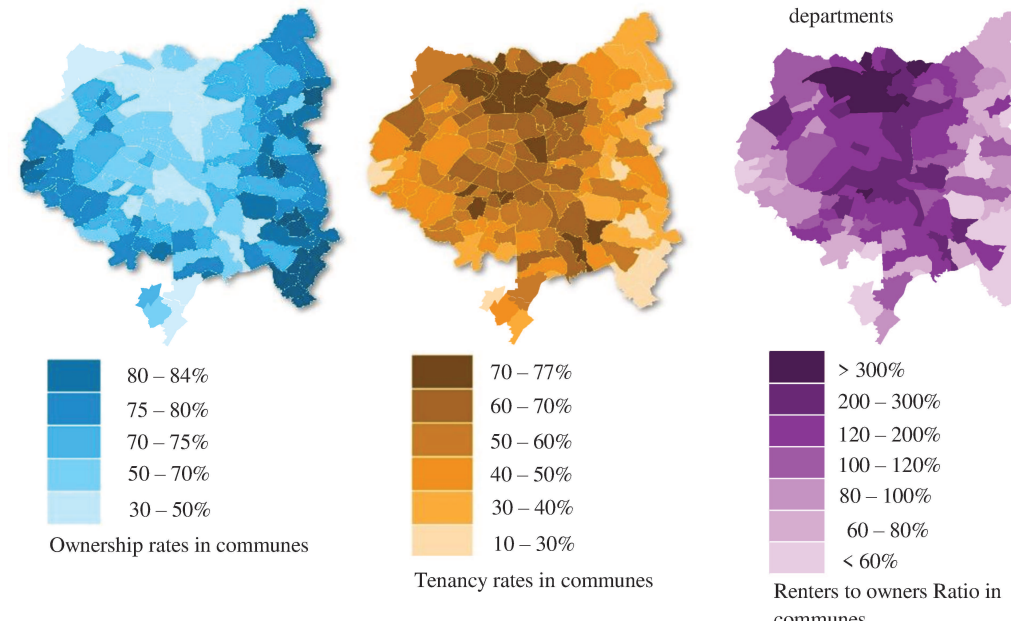 departments
80 – 84%
75 – 80%
70 – 75%
50 – 70%
30 – 50%
Ownership rates in communes
70 – 77%
60 – 70%
50 – 60%
40 – 50%
30 – 40%
10 – 30%
Tenancy rates in communes
> 300%
200 – 300%
120 – 200%
100 – 120%
80 – 100%
60 – 80%
< 60%
Renters to owners Ratio in
communes